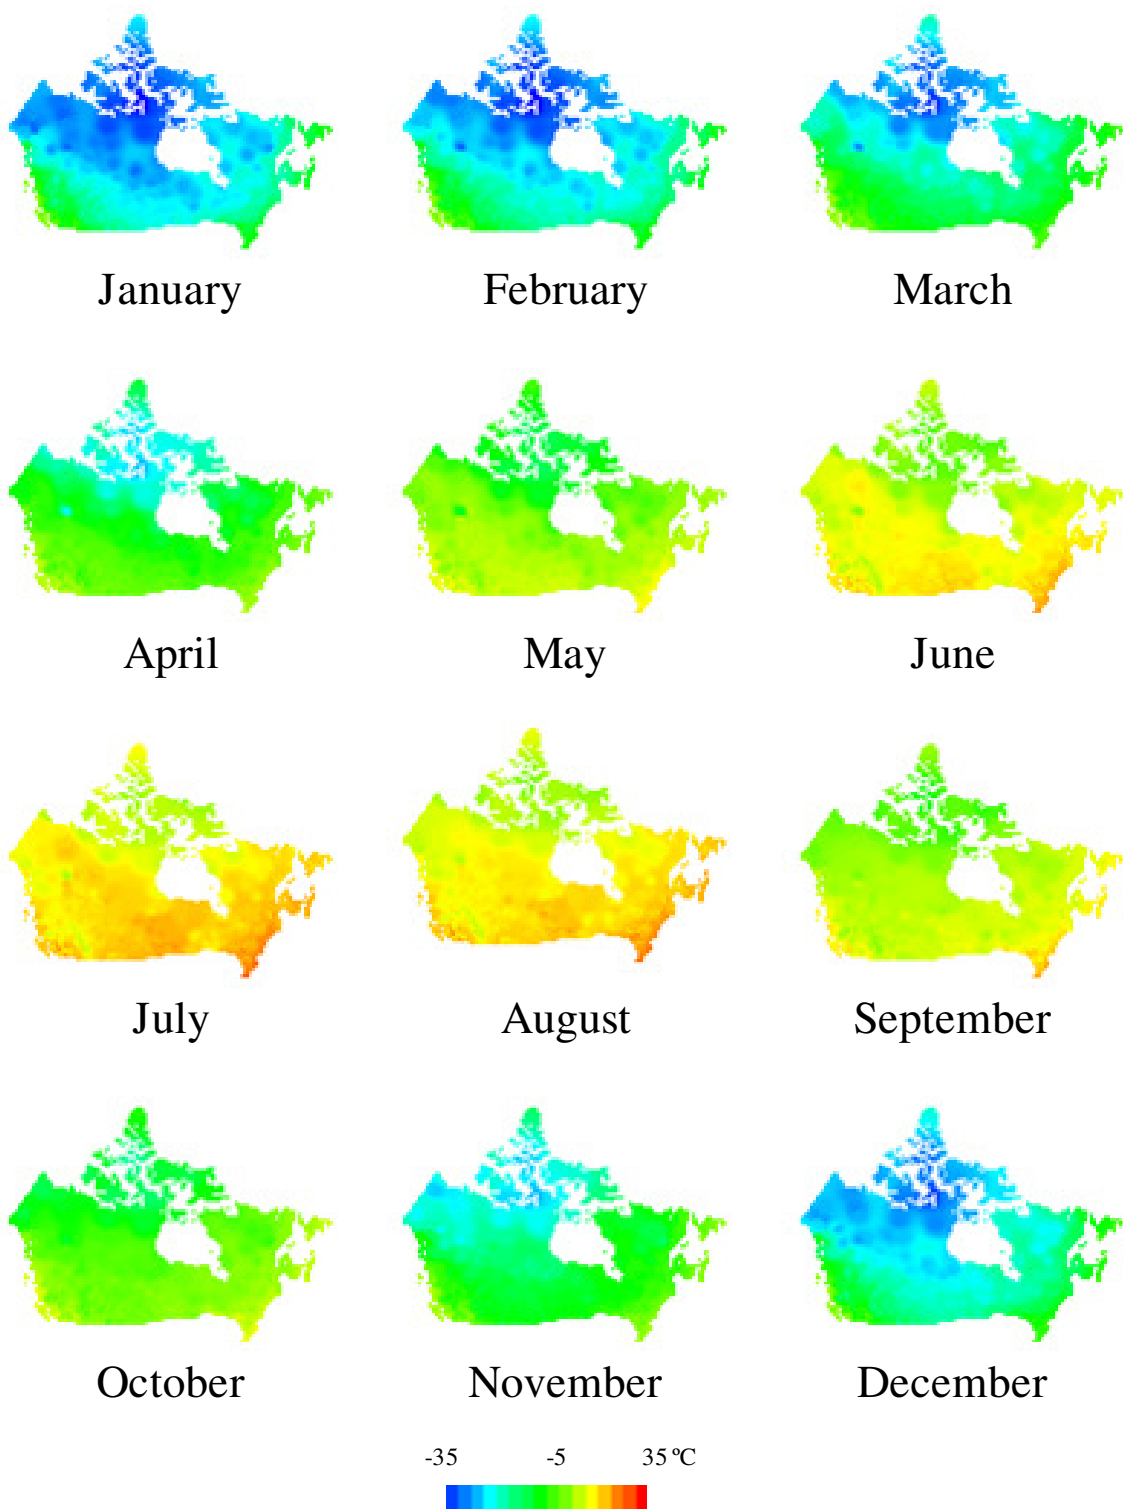 January February March
April May June
July August September
October November December
-35 -5 35 ºC